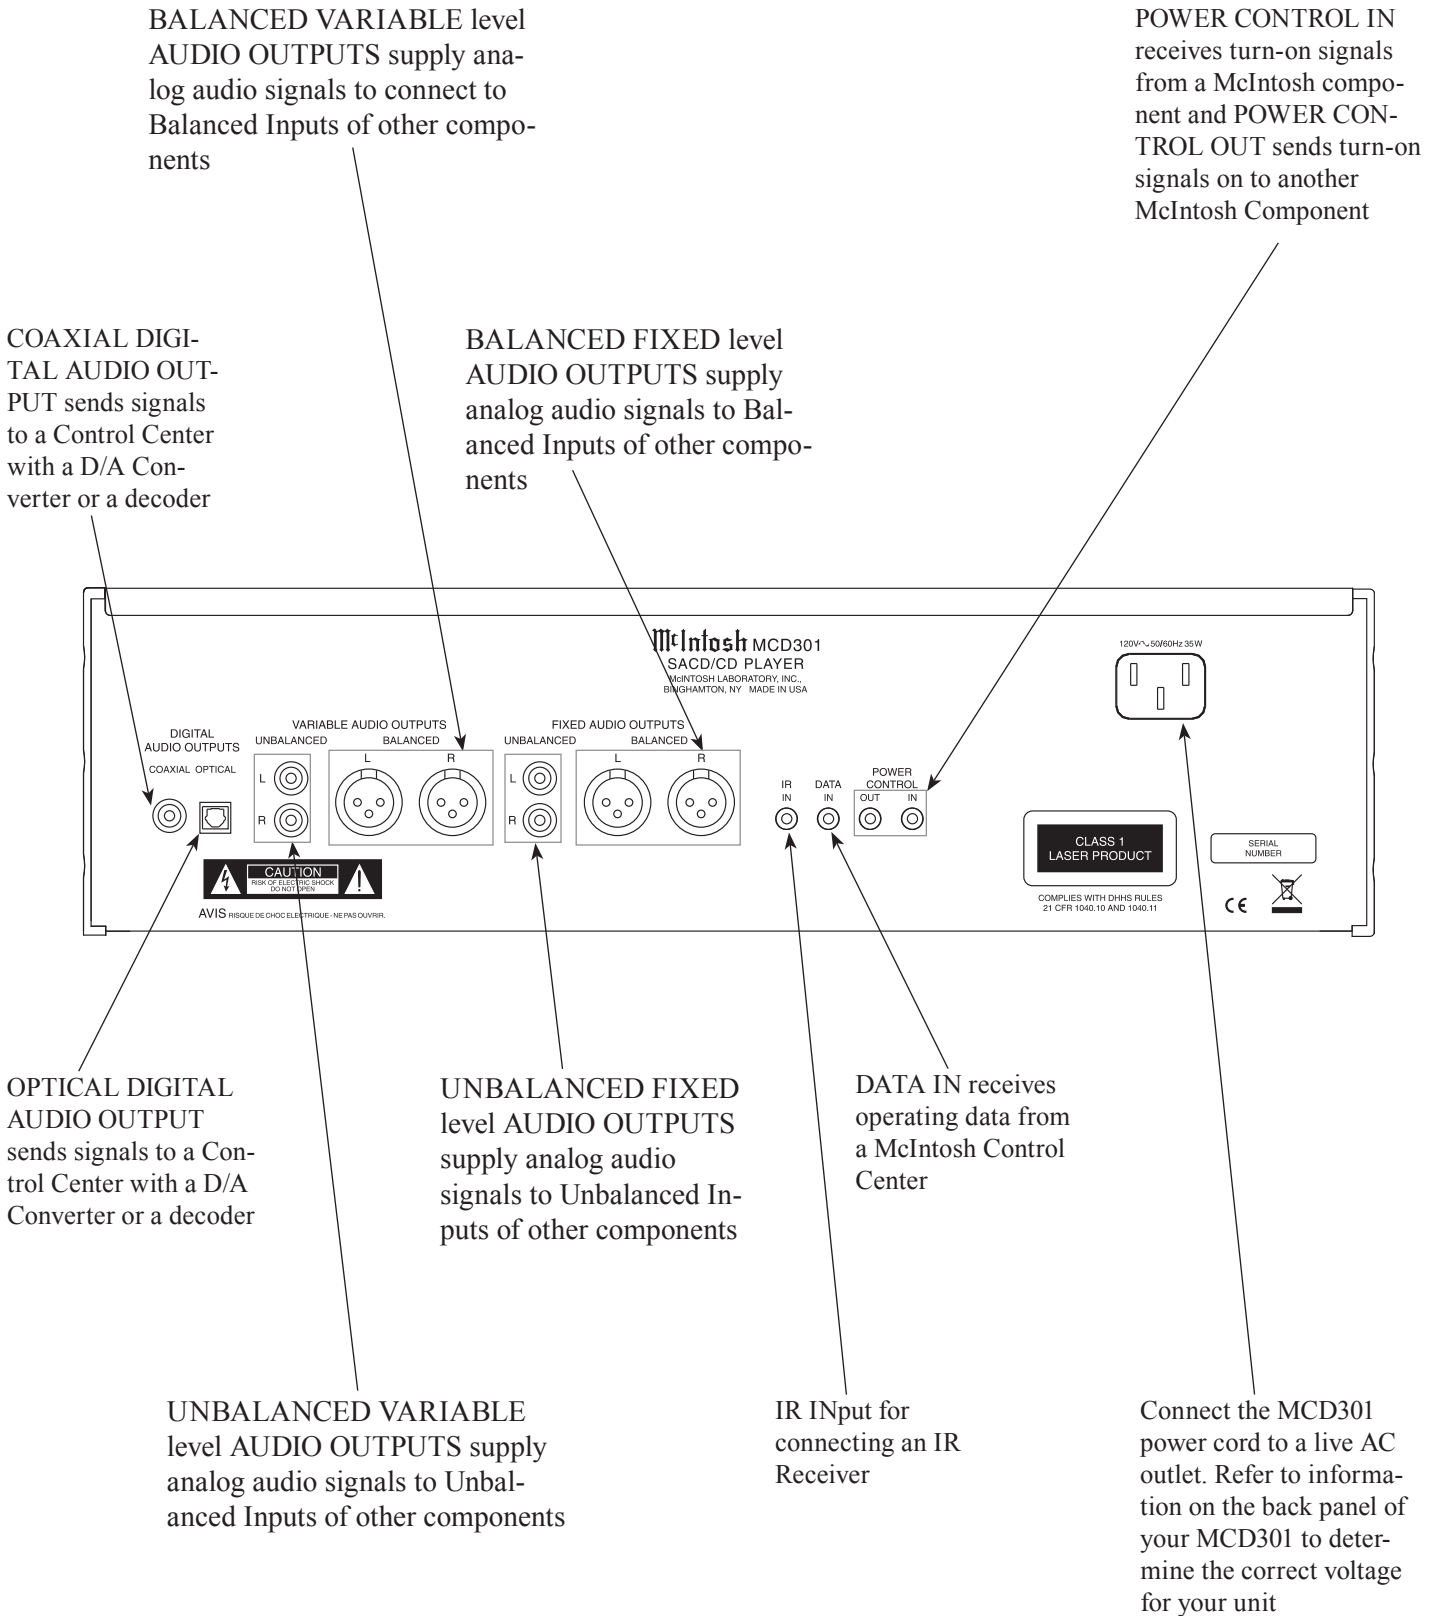 BALANCED VARIABLE level
AUDIO OUTPUTS supply ana-
log audio signals to connect to
Balanced Inputs of other compo-
nents
POWER CONTROL IN
receives turn-on signals
from a McIntosh compo-
nent and POWER CON-
TROL OUT sends turn-on
signals on to another
McIntosh Component
COAXIAL DIGI-
TAL AUDIO OUT-
PUT sends signals
to a Control Center
with a D/A Con-
verter or a decoder
BALANCED FIXED level
AUDIO OUTPUTS supply
analog audio signals to Bal-
anced Inputs of other compo-
nents
McIntosh MCD301
SACD/CD PLAYER
McINTOSH LABORATORY, INC.,
BINGHAMTON, NY MADE IN USA
120V~50/60Hz 35W
DIGITAL
AUDIO OUTPUTS
COAXIAL OPTICAL
VARIABLE AUDIO OUTPUTS
UNBALANCED BALANCED
L
R
L R
FIXED AUDIO OUTPUTS
UNBALANCED BALANCED
L
R
L R
IR
IN
DATA
IN
POWER
CONTROL
OUT IN
CLASS 1
LASER PRODUCT
COMPLIES WITH DHHS RULES
21 CFR 1040.10 AND 1040.11
SERIAL
NUMBER
CE
CAUTION
RISK OF ELECTRIC SHOCK
DO NOT OPEN
AVIS RISQUE DE CHOC ELECTRIQUE - NE PAS OUVRIR.
OPTICAL DIGITAL
AUDIO OUTPUT
sends signals to a Con-
trol Center with a D/A
Converter or a decoder
UNBALANCED FIXED
level AUDIO OUTPUTS
supply analog audio
signals to Unbalanced In-
puts of other components
DATA IN receives
operating data from
a McIntosh Control
Center
UNBALANCED VARIABLE
level AUDIO OUTPUTS supply
analog audio signals to Unbal-
anced Inputs of other components
IR INput for
connecting an IR
Receiver
Connect the MCD301
power cord to a live AC
outlet. Refer to informa-
tion on the back panel of
your MCD301 to deter-
mine the correct voltage
for your unit